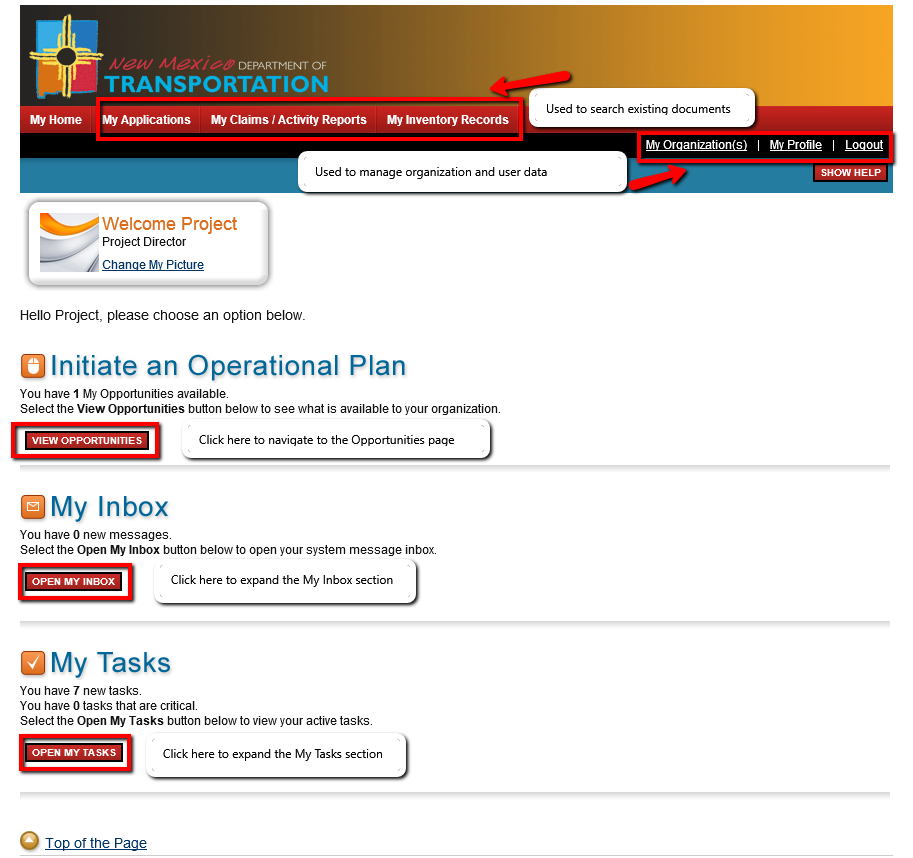 New Mexico DEPARTMENT OF
TRANSPORTATION
My Home My Applications My Claims / Activity Reports My Inventory Records
Used to search existing documents
My Organization(s) | My Profile | Logout
Used to manage organization and user data
SHOW HELP
Welcome Project
Project Director
Change My Picture
Hello Project, please choose an option below.
Initiate an Operational Plan
You have 1 My Opportunities available.
Select the View Opportunities button below to see what is available to your organization.
VIEW OPPORTUNITIES
Click here to navigate to the Opportunities page
My Inbox
You have 0 new messages.
Select the Open My Inbox button below to open your system message inbox.
OPEN MY INBOX
Click here to expand the My Inbox section
My Tasks
You have 7 new tasks.
You have 0 tasks that are critical.
Select the Open My Tasks button below to view your active tasks.
OPEN MY TASKS
Click here to expand the My Tasks section
Top of the Page